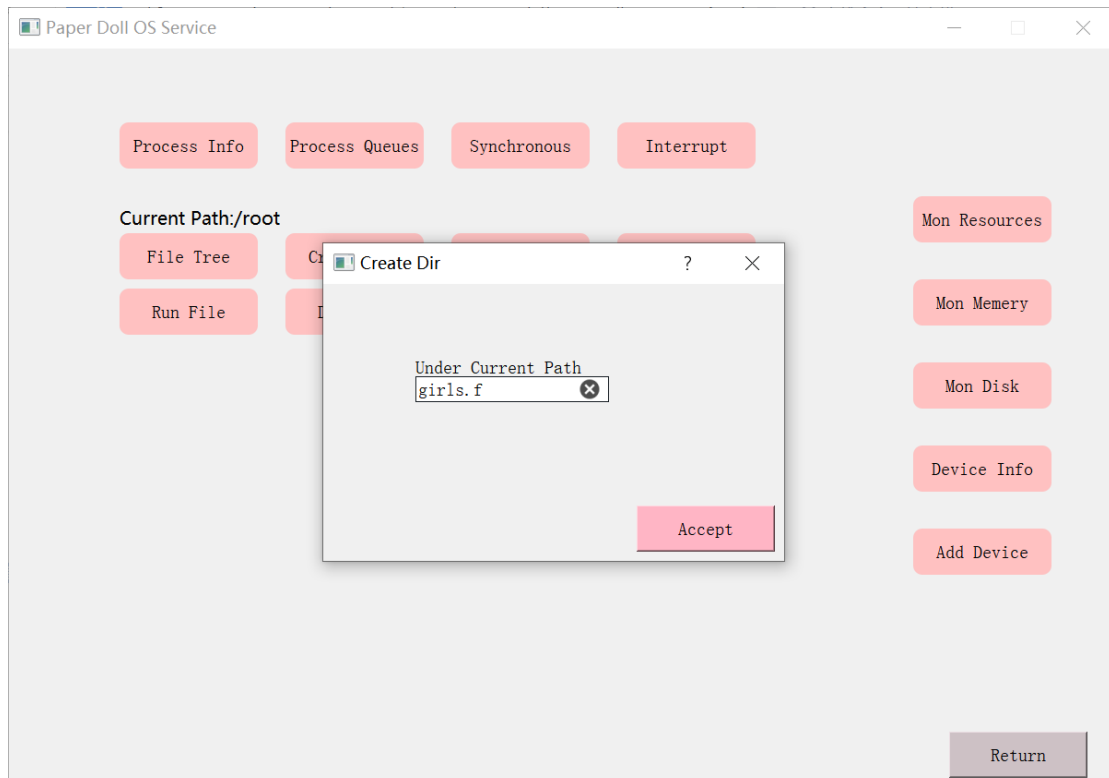 Paper Doll OS Service
Process Info
Process Queues
Synchronous
Interrupt
Current Path:/root
Mon Resources
File Tree
Create Dir
?
Run File
Mon Memery
Under Current Path
girls.f
Mon Disk
Device Info
Accept
Add Device
Return